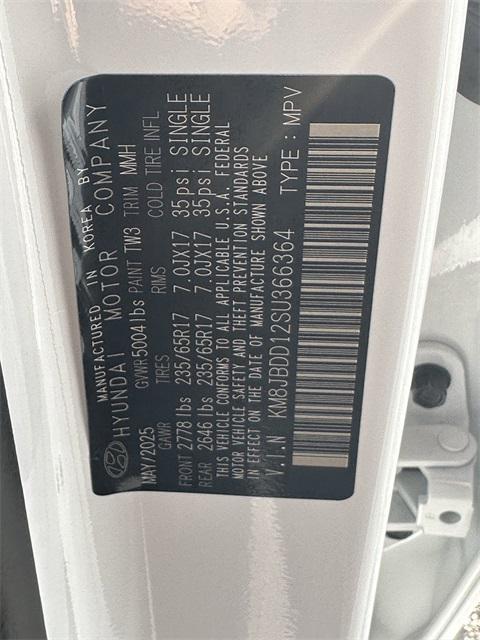 MANUFACTURED IN KOREA BY
HYUNDAI MOTOR COMPANY
MAY/2025 GVWR 5004 lbs PAINT TW3 TRIM MMH
GAWR TIRES RIMS COLD TIRE INFL
FRONT 2778 lbs 235/65R17 7.0JX17 35psi SINGLE
REAR 2646 lbs 235/65R17 7.0JX17 35psi SINGLE
THIS VEHICLE CONFORMS TO ALL APPLICABLE U.S.A. FEDERAL
MOTOR VEHICLE SAFETY AND THEFT PREVENTION STANDARDS
IN EFFECT ON THE DATE OF MANUFACTURE SHOWN ABOVE
V.I.N KM8JBDD12SU366364 TYPE : MPV